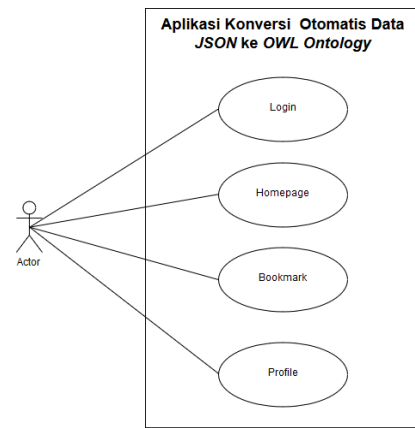 Aplikasi Konversi Otomatis Data
JSON ke OWL Ontology
Login
Homepage
Actor
Bookmark
Profile